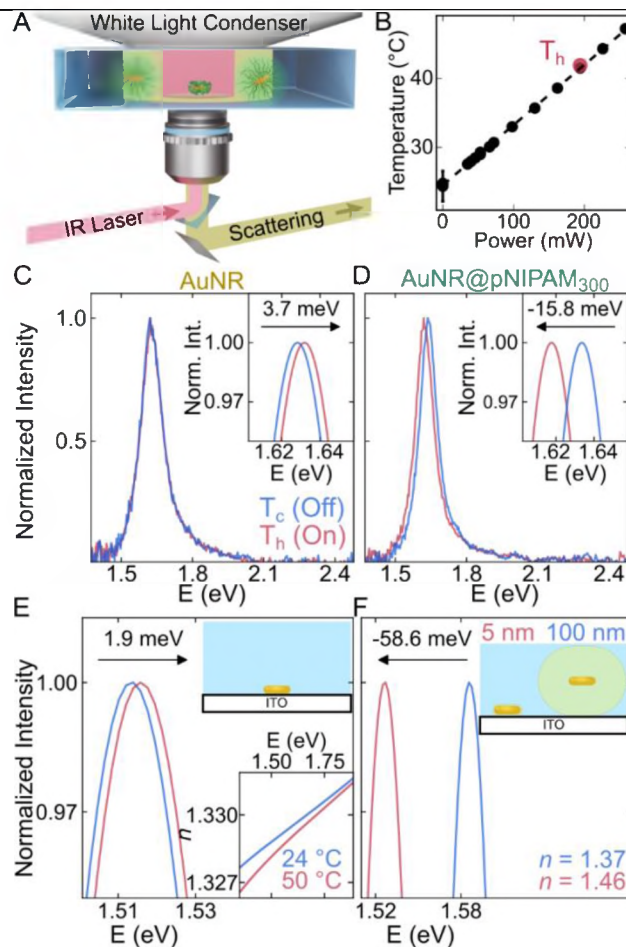 A
White Light Condenser
IR Laser
Scattering
B
Temperature (°C)
40
30
T_h
0
100
200
Power (mW)
C
AuNR
Normalized Intensity
1.0
0.5
1.5
1.8
2.1
2.4
E (eV)
T_c (Off)
T_h (On)
3.7 meV
Norm. Int.
1.00
0.97
1.62
1.64
E (eV)
D
AuNR@pNIPAM_300
1.5
1.8
2.1
2.4
E (eV)
-15.8 meV
Norm. Int.
1.00
0.97
1.62
1.64
E (eV)
E
Normalized Intensity
1.00
0.97
1.51
1.53
E (eV)
1.9 meV
ITO
E (eV)
1.50
1.75
n
1.330
1.327
24 °C
50 °C
F
-58.6 meV
5 nm 100 nm
ITO
n = 1.37
n = 1.46
1.52
1.58
E (eV)